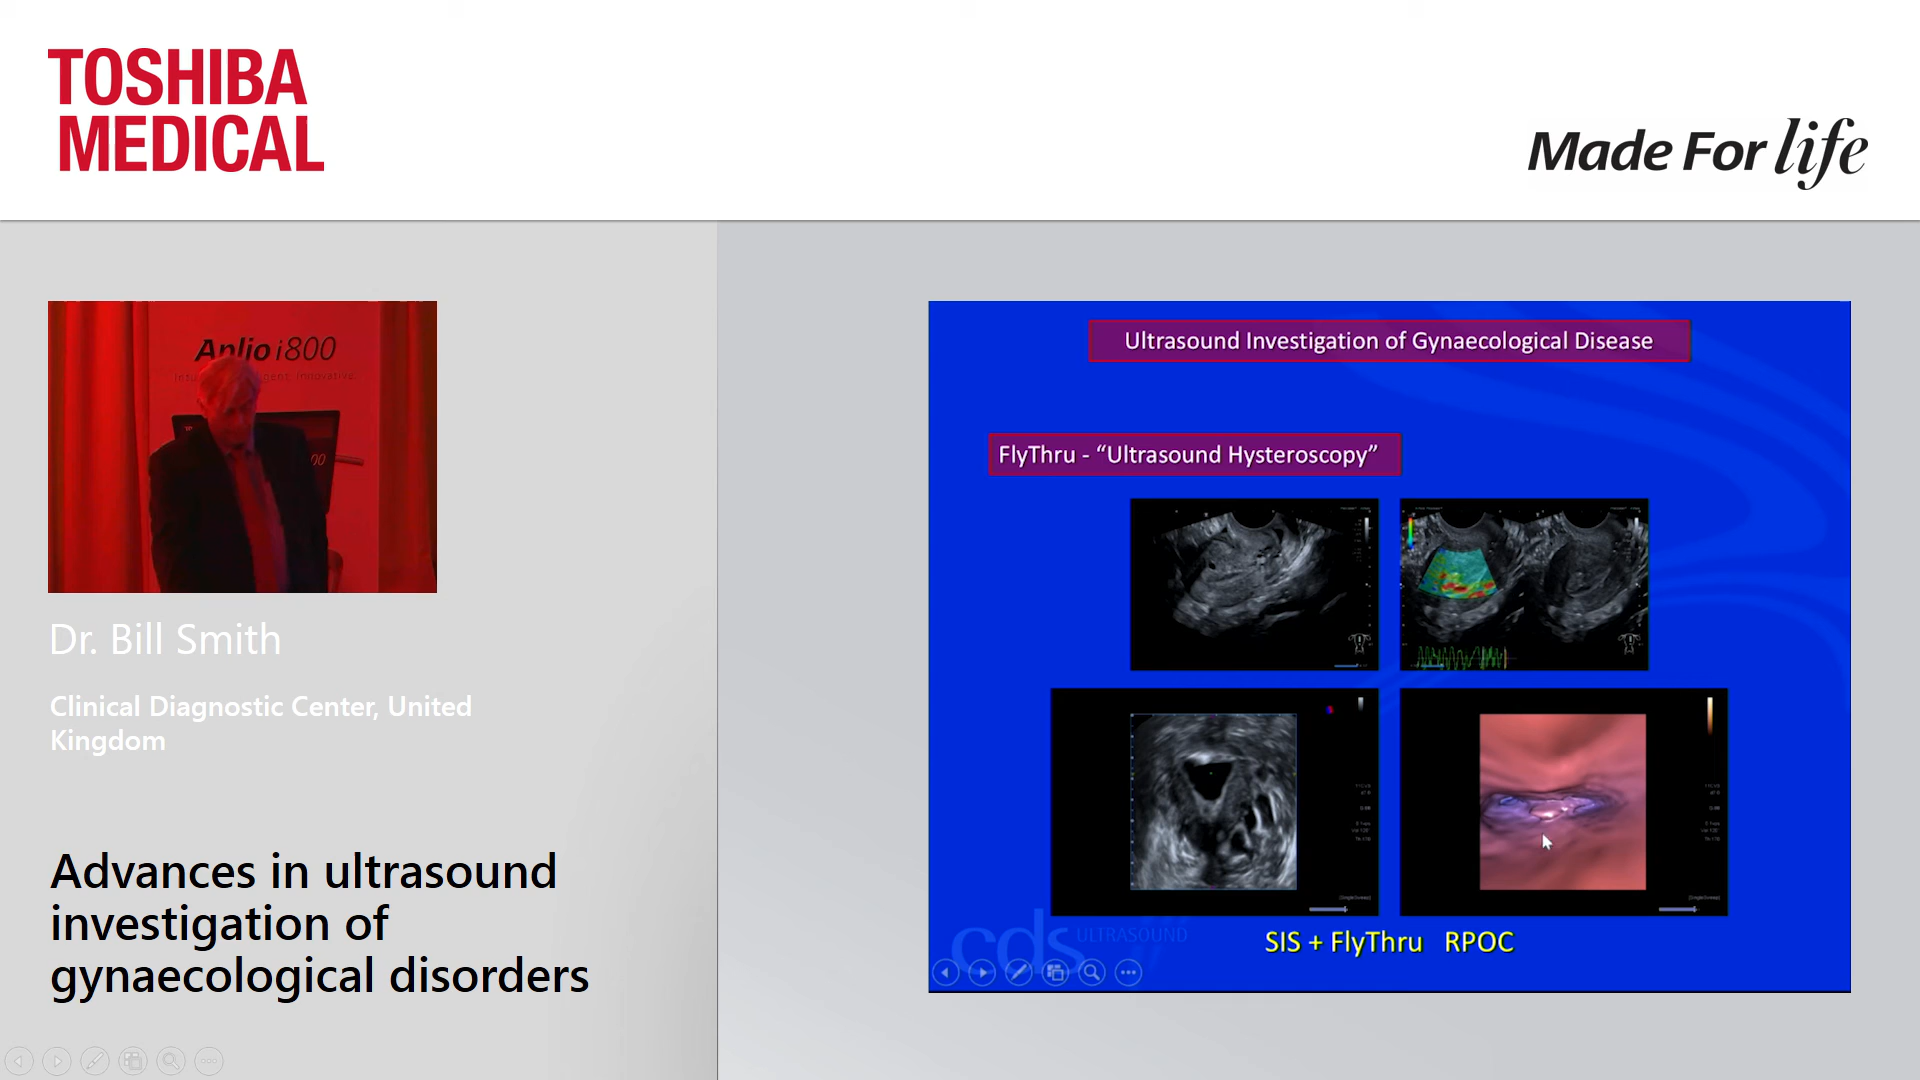 TOSHIBA
MEDICAL
Made For life
Aplio i800
Dr. Bill Smith
Clinical Diagnostic Center, United
Kingdom
Advances in ultrasound
investigation of
gynaecological disorders
Ultrasound Investigation of Gynaecological Disease
FlyThru - “Ultrasound Hysteroscopy”
cds ULTRASOUND
SIS + FlyThru RPOC